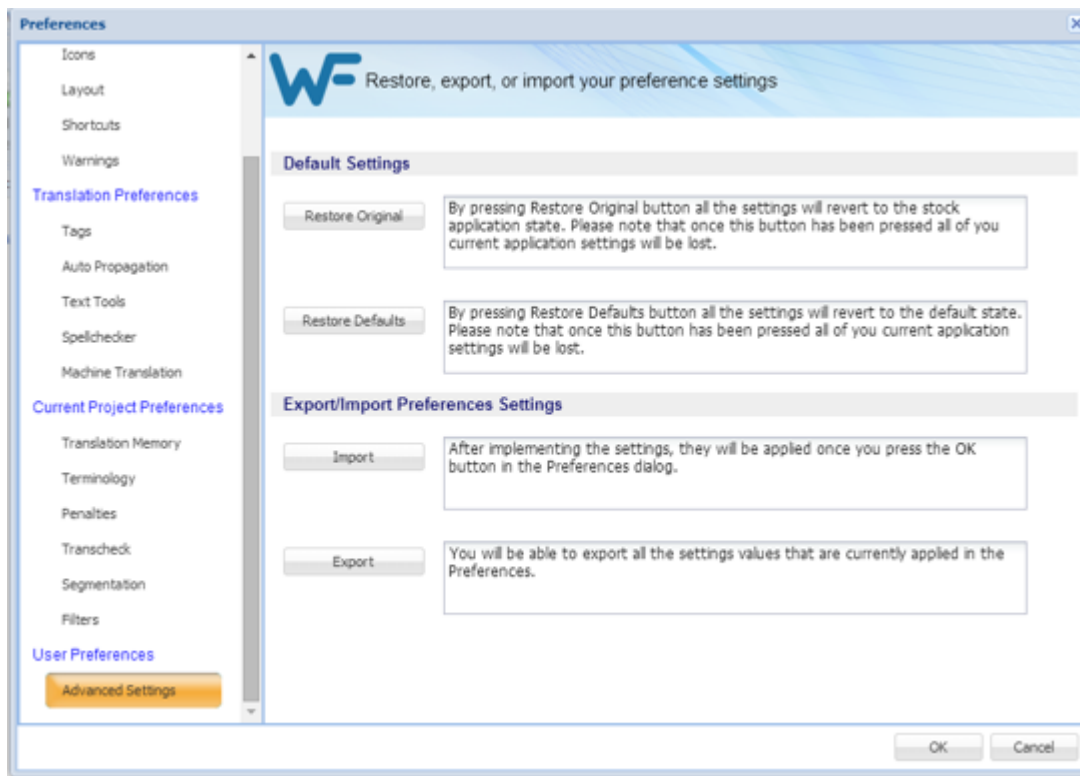 Preferences
Icons
Layout
Shortcuts
Warnings
Translation Preferences
Tags
Auto Propagation
Text Tools
Spellchecker
Machine Translation
Current Project Preferences
Translation Memory
Terminology
Penalties
Transcheck
Segmentation
Filters
User Preferences
Advanced Settings
WF
Restore, export, or import your preference settings
Default Settings
Restore Original
By pressing Restore Original button all the settings will revert to the stock
application state. Please note that once this button has been pressed all of you
current application settings will be lost.
Restore Defaults
By pressing Restore Defaults button all the settings will revert to the default state.
Please note that once this button has been pressed all of you current application
settings will be lost.
Export/Import Preferences Settings
Import
After implementing the settings, they will be applied once you press the OK
button in the Preferences dialog.
Export
You will be able to export all the settings values that are currently applied in the
Preferences.
OK
Cancel